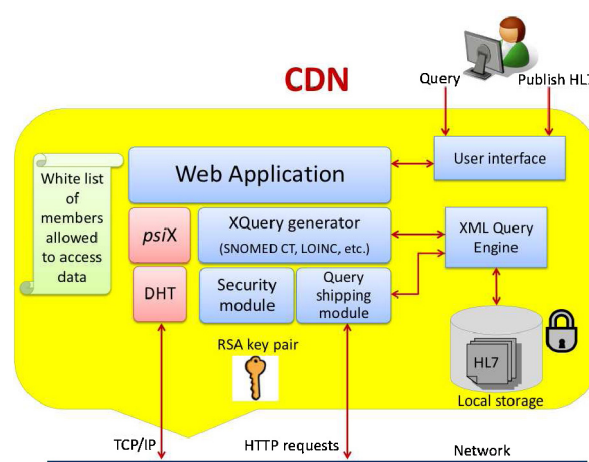 CDN
Query
Publish HL7
User interface
Web Application
White list
of
members
allowed
to access
data
psiX
XQuery generator
(SNOMED CT, LOINC, etc.)
XML Query
Engine
DHT
Security
module
Query
shipping
module
RSA key pair
HL7
Local storage
TCP/IP
HTTP requests
Network